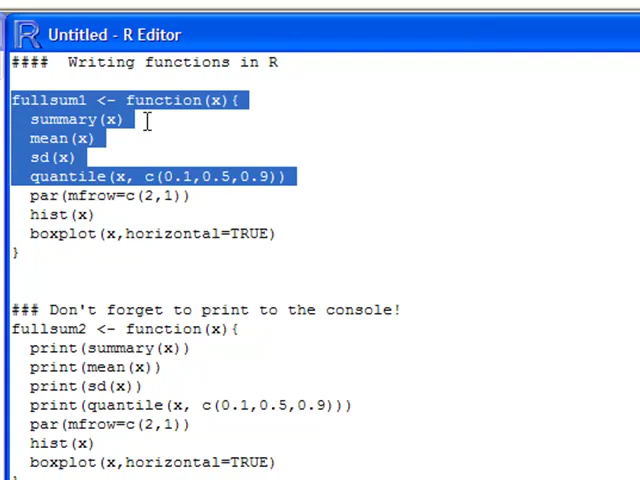 R Untitled - R Editor
#### Writing functions in R
fullsum1 <- function(x){
summary(x)
mean(x)
sd(x)
quantile(x, c(0.1,0.5,0.9))
par(mfrow=c(2,1))
hist(x)
boxplot(x,horizontal=TRUE)
}
### Don't forget to print to the console!
fullsum2 <- function(x){
print(summary(x))
print(mean(x))
print(sd(x))
print(quantile(x, c(0.1,0.5,0.9)))
par(mfrow=c(2,1))
hist(x)
boxplot(x,horizontal=TRUE)
}